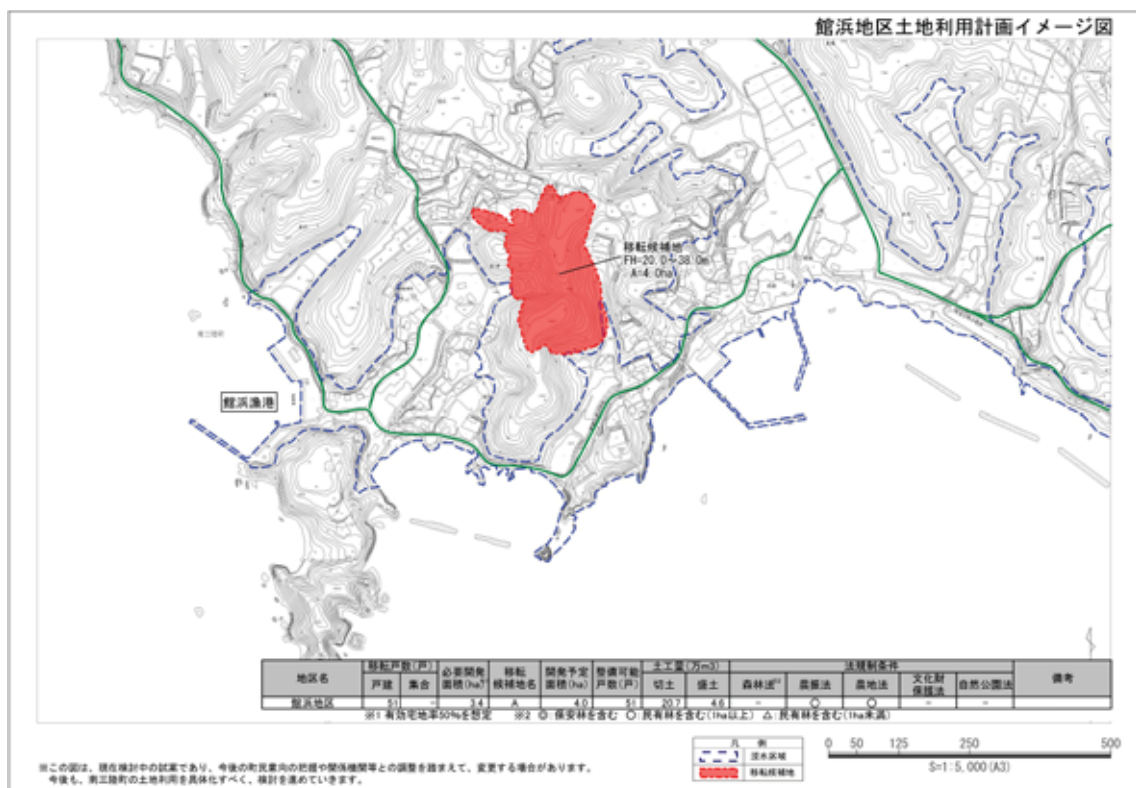 館浜地区土地利用計画イメージ図
移転候補地
FH=20.0~38.0m
A=4.0ha
南三陸町
館浜漁港
地区名 移転戸数(戸) 必要開発面積(ha)※1 移転候補地名 開発予定面積(ha) 整備可能戸数(戸) 土工量(万m3) 法規制条件 備考
戸建 集合 切土 盛土 森林法※2 農振法 農地法 文化財保護法 自然公園法
館浜地区 51 - 3.4 A 4.0 51 20.7 4.6 - ○ ○ - -
※1 有効宅地率50%を想定 ※2 ◎:保安林を含む ○:民有林を含む(1ha以上) △:民有林を含む(1ha未満)
凡例
浸水区域
移転候補地
0 50 125 250 500
S=1:5,000(A3)
※この図は、現在検討中の試案であり、今後の町民意向の把握や関係機関等との調整を踏まえて、変更する場合があります。
今後も、南三陸町の土地利用を具体化すべく、検討を進めていきます。